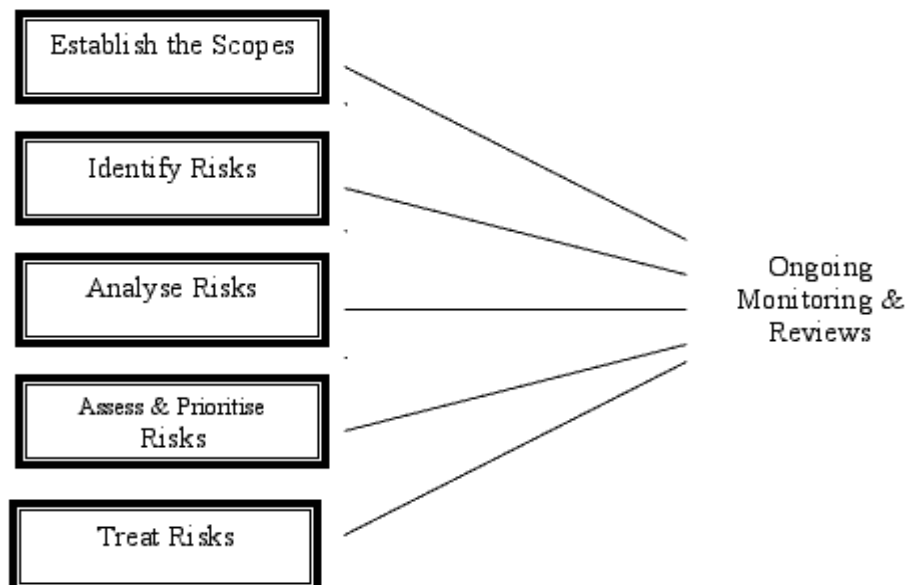 Establish the Scopes
Identify Risks
Analyse Risks
Assess & Prioritise
Risks
Treat Risks
Ongoing
Monitoring &
Reviews